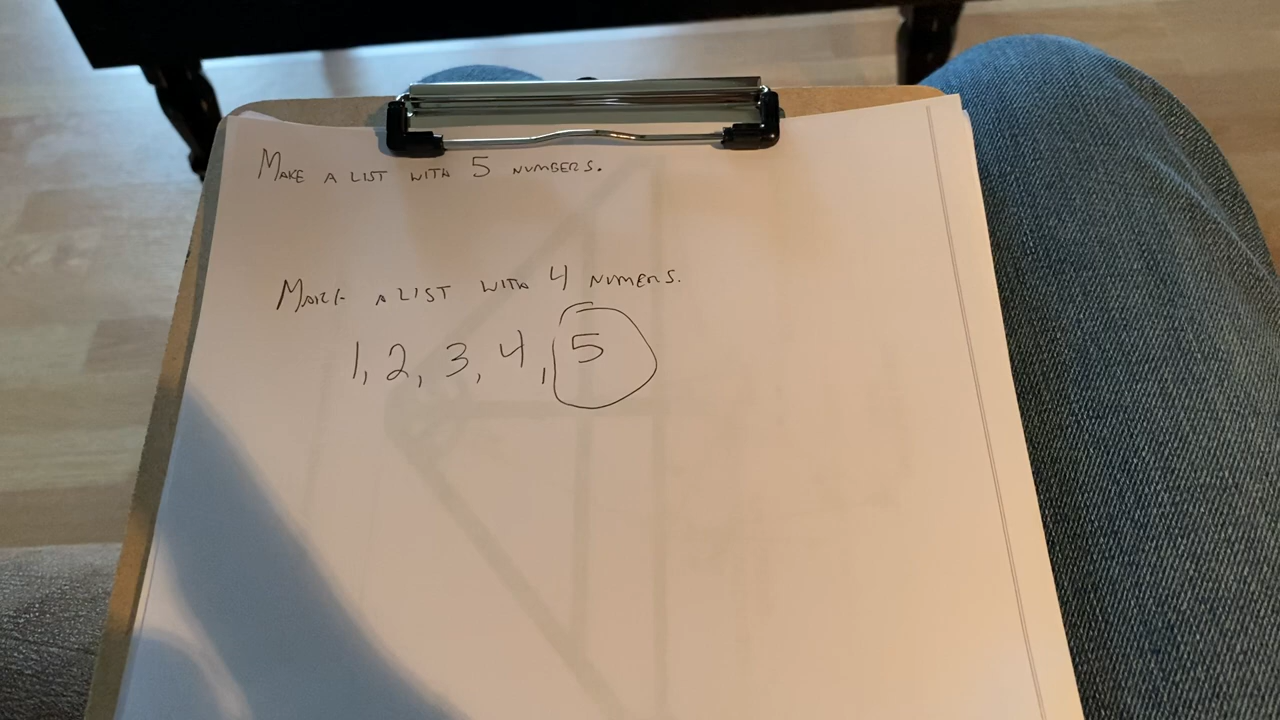 MAKE A LIST WITH 5 NUMBERS.
MAKE A LIST WITH 4 NUMERS.
1, 2, 3, 4, 5